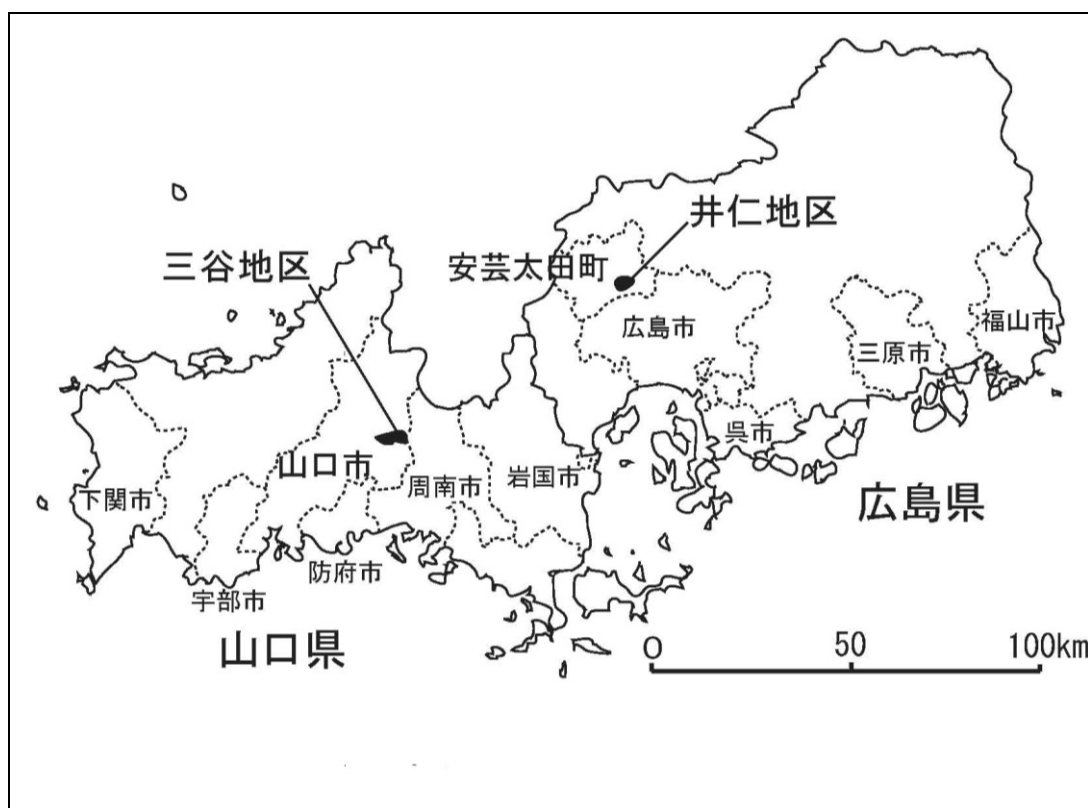 井仁地区
三谷地区
安芸太田町
広島市
福山市
三原市
呉市
山口市
周南市
岩国市
下関市
広島県
防府市
宇部市
山口県
0
50
100km